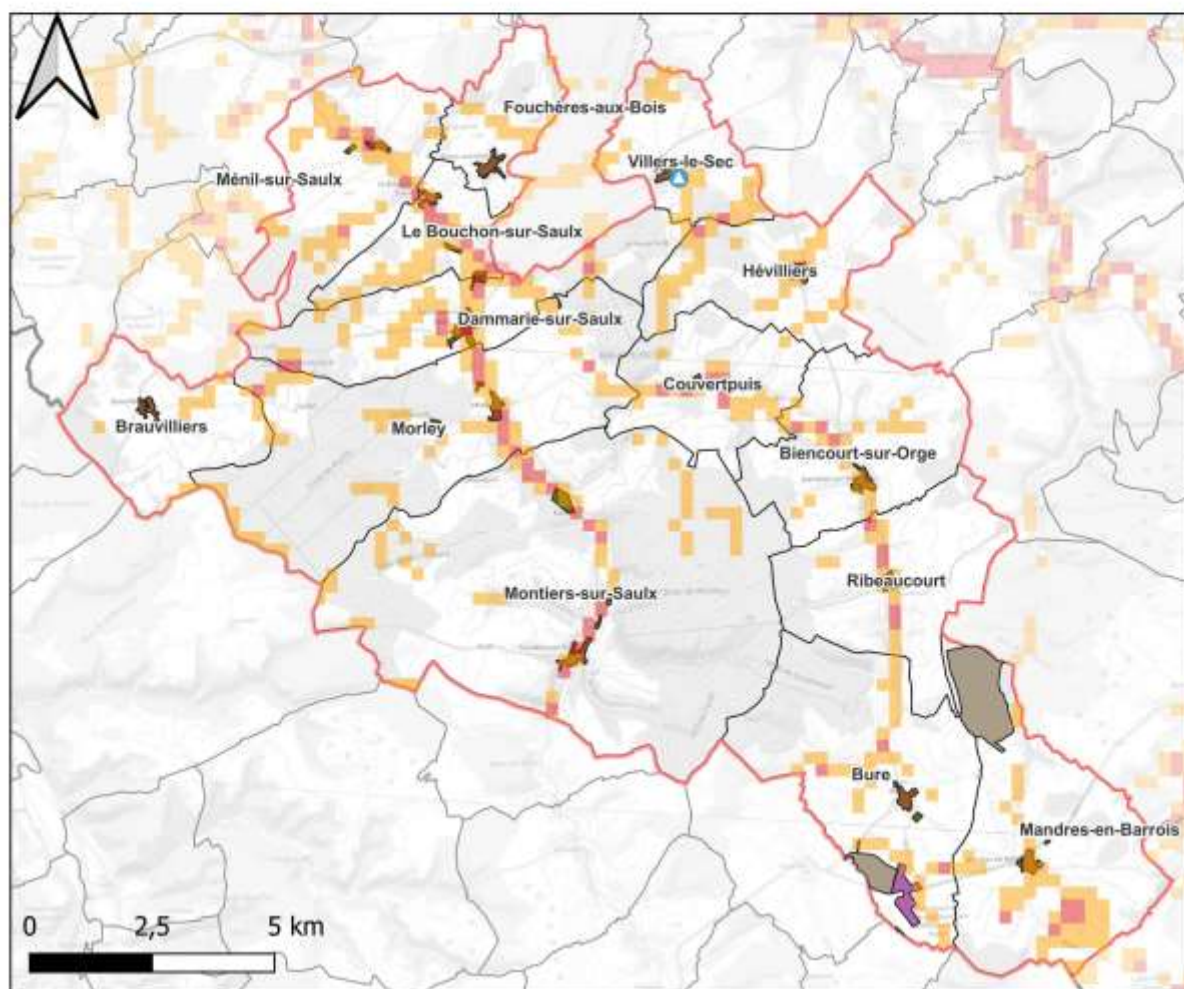 Fouchères-aux-Bois
Villers-le-Sec
Ménil-sur-Saulx
Le Bouchon-sur-Saulx
Hévilliers
Dammarie-sur-Saulx
Couvertpuis
Brauvilliers
Morley
Biencourt-sur-Orge
Ribeaucourt
Montiers-sur-Saulx
Bure
Mandres-en-Barrois
0 2,5 5 km